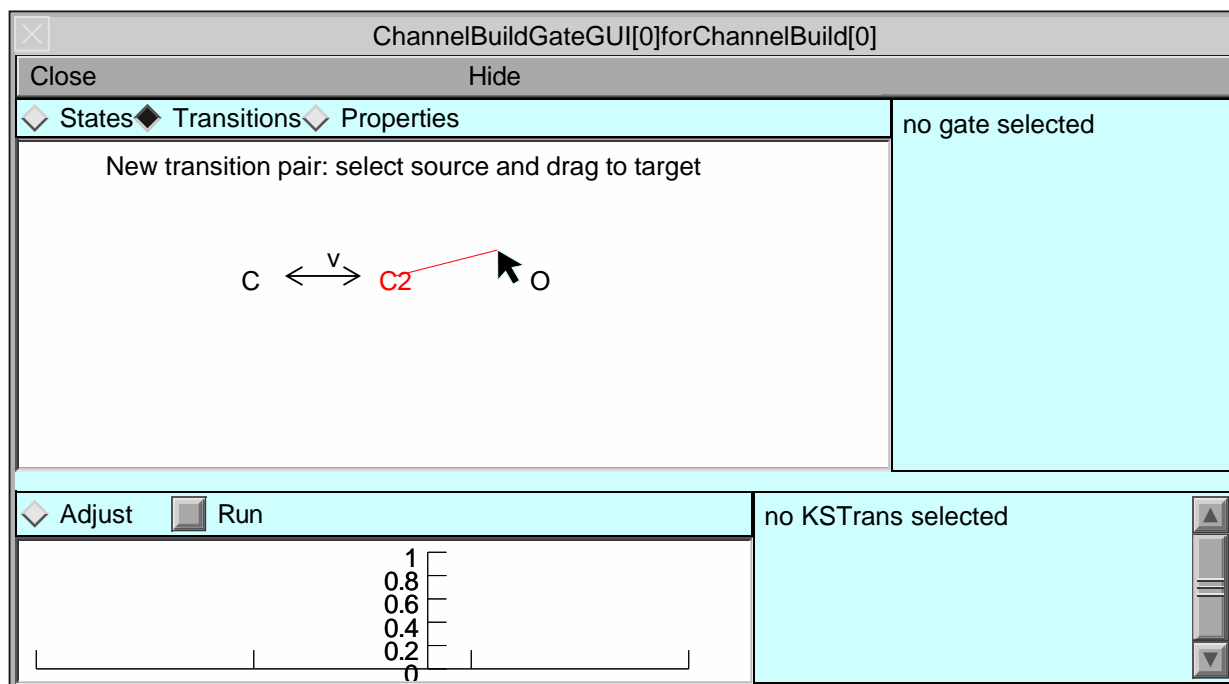 ChannelBuildGateGUI[0]forChannelBuild[0]
Close Hide
States Transitions Properties
no gate selected
New transition pair: select source and drag to target
v
C C2 O
Adjust Run
no KSTrans selected
1
0.8
0.6
0.4
0.2
0